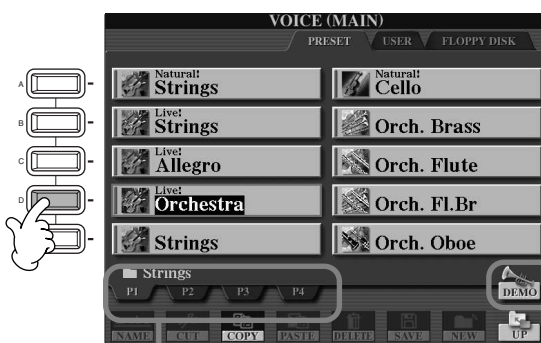 VOICE (MAIN)
PRESET USER FLOPPY DISK
A
Natural!
Strings
Natural!
Cello
B
Live!
Strings
Orch. Brass
C
Live!
Allegro
Orch. Flute
D
Live!
Orchestra
Orch. Fl.Br
Strings
Orch. Oboe
Strings
P1 P2 P3 P4
DEMO
NAME CUT COPY PASTE DELETE SAVE NEW UP